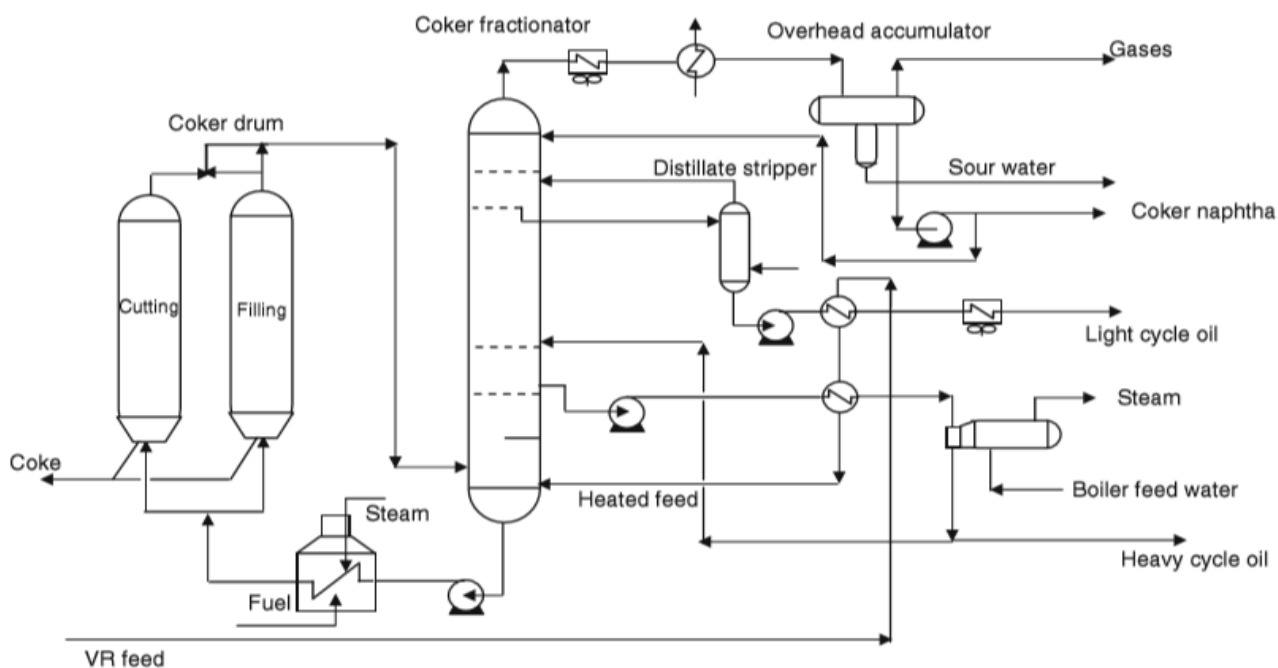 Coker fractionator
Overhead accumulator
Gases
Coker drum
Distillate stripper
Sour water
Coker naphtha
Cutting
Filling
Light cycle oil
Steam
Coke
Boiler feed water
Heated feed
Steam
Heavy cycle oil
Fuel
VR feed